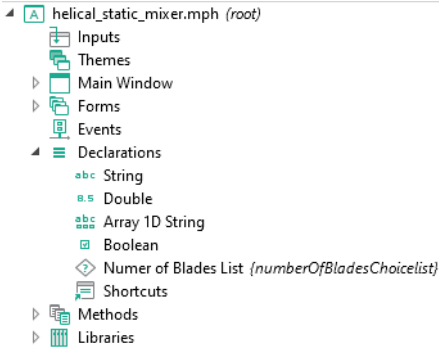 A helical_static_mixer.mph (root)
Inputs
Themes
Main Window
Forms
Events
Declarations
abc String
8.5 Double
abc Array 1D String
Boolean
? Numer of Blades List {numberOfBladesChoicelist}
Shortcuts
Methods
Libraries